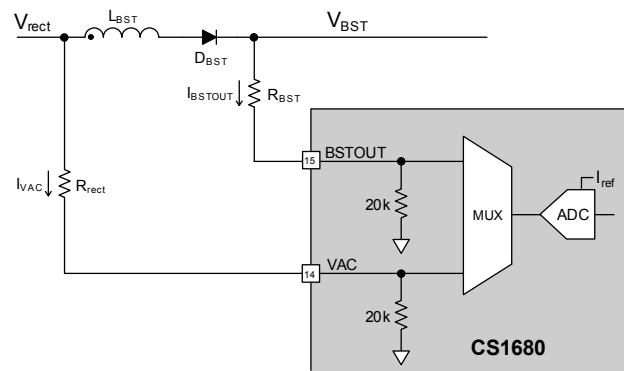 Vrect
LBST
VBST
DBST
IBSTOUT
RBST
15
BSTOUT
IVAC
Rrect
20k
MUX
ADC
Iref
14
VAC
20k
CS1680